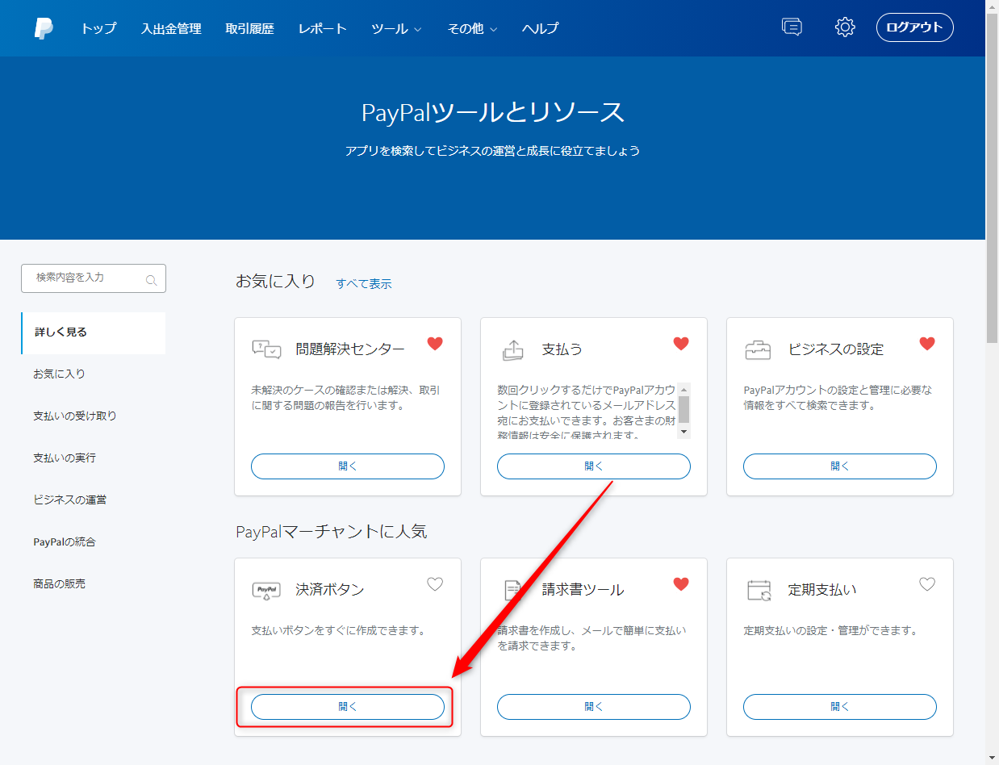 トップ 入出金管理 取引履歴 レポート ツール その他 ヘルプ ログアウト
PayPalツールとリソース
アプリを検索してビジネスの運営と成長に役立てましょう
検索内容を入力
詳しく見る
お気に入り
支払いの受け取り
支払いの実行
ビジネスの運営
PayPalの統合
商品の販売
お気に入り すべて表示
問題解決センター
未解決のケースの確認または解決、取引
に関する問題の報告を行います。
開く
支払う
数回クリックするだけでPayPalアカウ
ントに登録されているメールアドレス
宛にお支払いできます。お客さまの財
務情報は安全に保護されます。
開く
ビジネスの設定
PayPalアカウントの設定と管理に必要な
情報をすべて検索できます。
開く
PayPalマーチャントに人気
PayPal
決済ボタン
支払いボタンをすぐに作成できます。
開く
請求書ツール
請求書を作成し、メールで簡単に支払い
を請求できます。
開く
定期支払い
定期支払いの設定・管理ができます。
開く